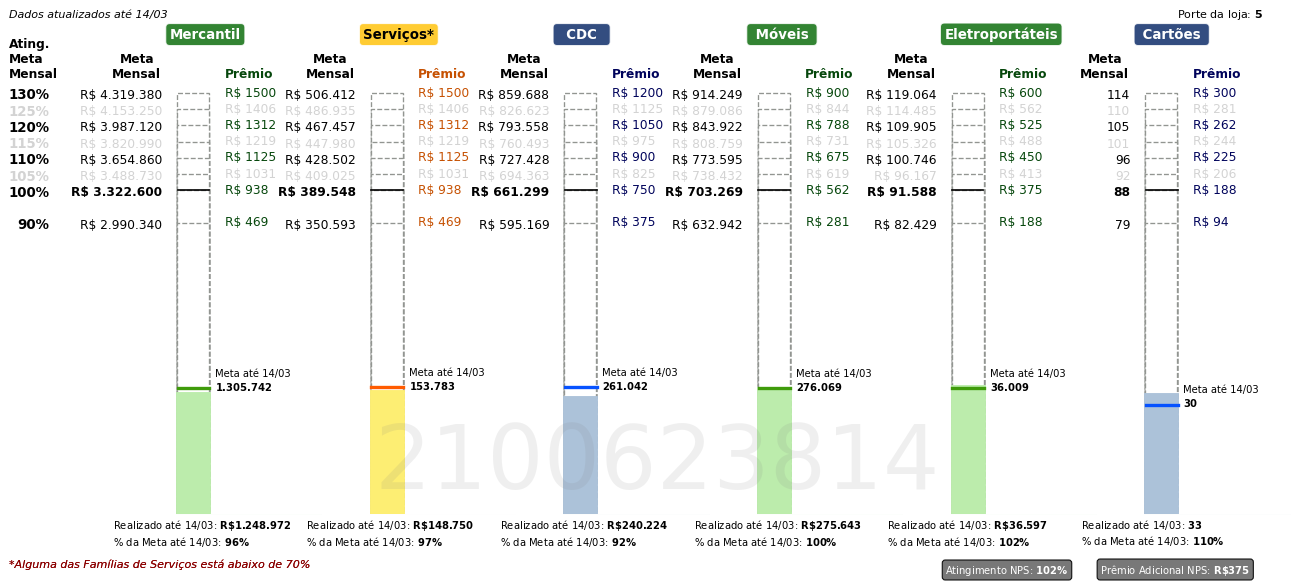 Dados atualizados até 14/03 Porte da loja: 5
Mercantil Serviços* CDC Móveis Eletroportáteis Cartões
Ating. Meta Mensal Meta Mensal Prêmio Meta Mensal Prêmio Meta Mensal Prêmio Meta Mensal Prêmio Meta Mensal Prêmio Meta Mensal Prêmio
130% R$ 4.319.380 R$ 1500 R$ 506.412 R$ 1500 R$ 859.688 R$ 1200 R$ 914.249 R$ 900 R$ 119.064 R$ 600 114 R$ 300
125% R$ 4.153.250 R$ 1406 R$ 486.935 R$ 1406 R$ 826.623 R$ 1125 R$ 879.086 R$ 844 R$ 114.485 R$ 562 110 R$ 281
120% R$ 3.987.120 R$ 1312 R$ 467.457 R$ 1312 R$ 793.558 R$ 1050 R$ 843.922 R$ 788 R$ 109.905 R$ 525 105 R$ 262
115% R$ 3.820.990 R$ 1219 R$ 447.980 R$ 1219 R$ 760.493 R$ 975 R$ 808.759 R$ 731 R$ 105.326 R$ 488 101 R$ 244
110% R$ 3.654.860 R$ 1125 R$ 428.502 R$ 1125 R$ 727.428 R$ 900 R$ 773.595 R$ 675 R$ 100.746 R$ 450 96 R$ 225
105% R$ 3.488.730 R$ 1031 R$ 409.025 R$ 1031 R$ 694.363 R$ 825 R$ 738.432 R$ 619 R$ 96.167 R$ 413 92 R$ 206
100% R$ 3.322.600 R$ 938 R$ 389.548 R$ 938 R$ 661.299 R$ 750 R$ 703.269 R$ 562 R$ 91.588 R$ 375 88 R$ 188
90% R$ 2.990.340 R$ 469 R$ 350.593 R$ 469 R$ 595.169 R$ 375 R$ 632.942 R$ 281 R$ 82.429 R$ 188 79 R$ 94
Meta até 14/03 Meta até 14/03 Meta até 14/03 Meta até 14/03 Meta até 14/03 Meta até 14/03
1.305.742 153.783 261.042 276.069 36.009 30
2100623814
Realizado até 14/03: R$1.248.972 Realizado até 14/03: R$148.750 Realizado até 14/03: R$240.224 Realizado até 14/03: R$275.643 Realizado até 14/03: R$36.597 Realizado até 14/03: 33
% da Meta até 14/03: 96% % da Meta até 14/03: 97% % da Meta até 14/03: 92% % da Meta até 14/03: 100% % da Meta até 14/03: 102% % da Meta até 14/03: 110%
*Alguma das Famílias de Serviços está abaixo de 70% Atingimento NPS: 102% Prêmio Adicional NPS: R$375